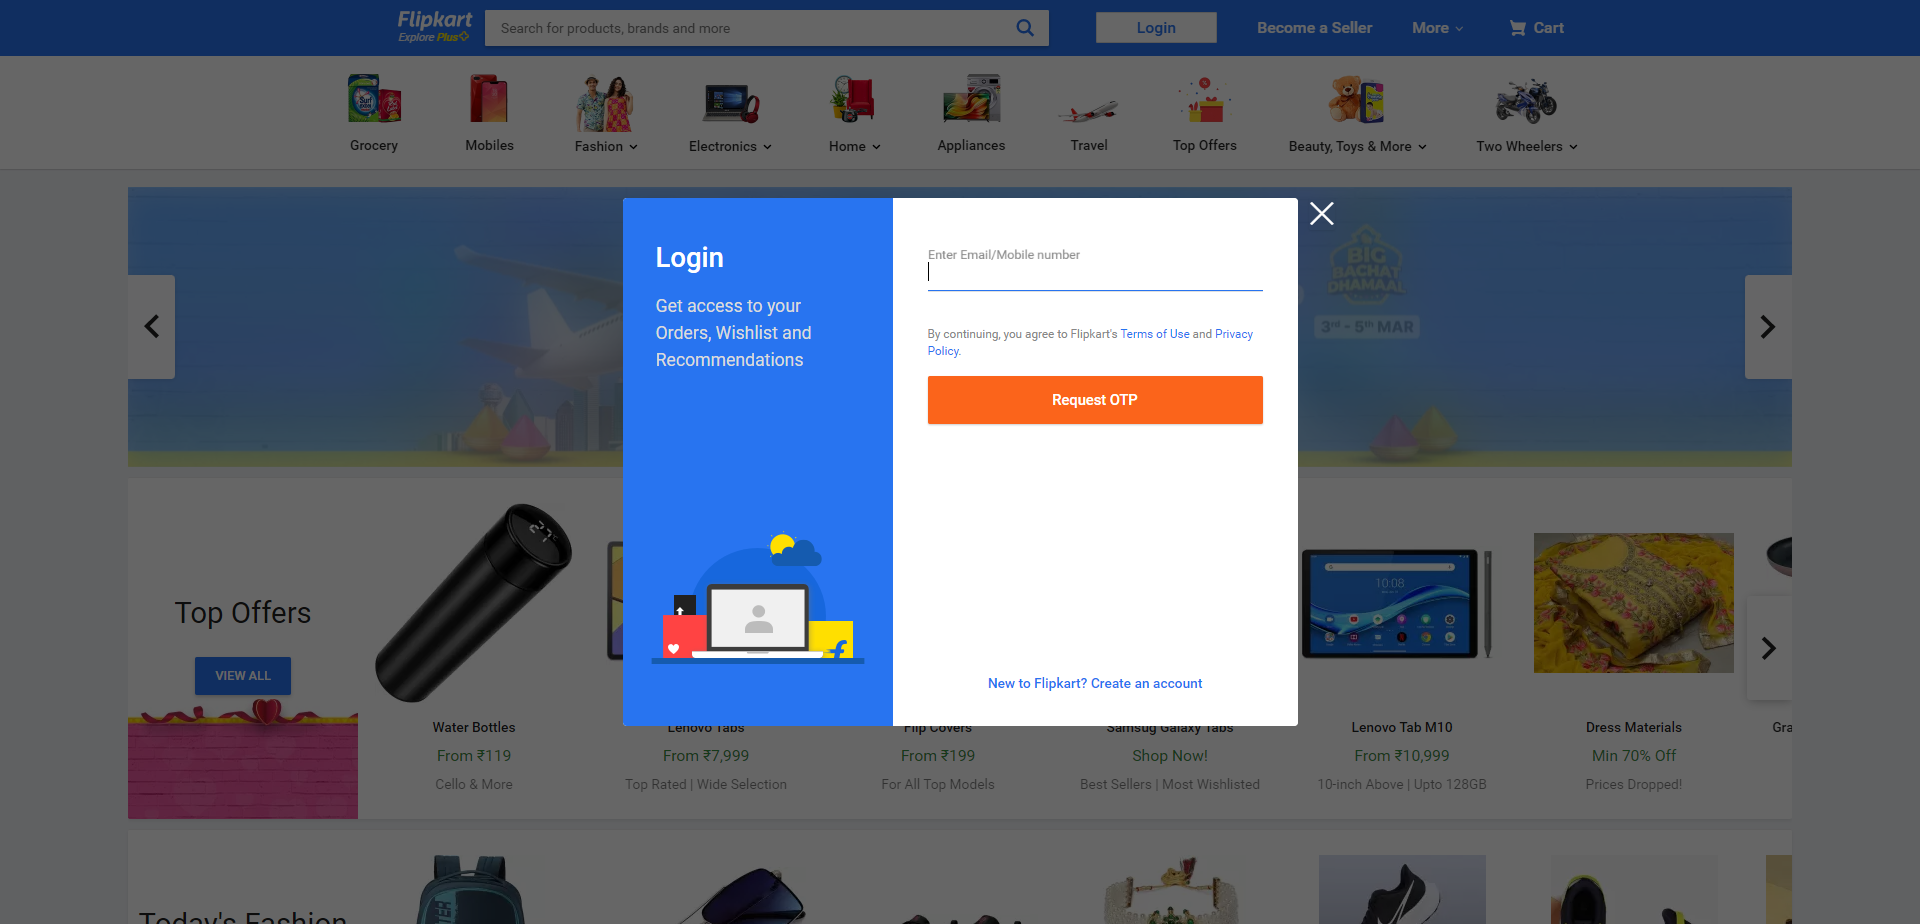 Flipkart
Explore Plus
Search for products, brands and more
Login
Become a Seller
More
Cart
Grocery
Mobiles
Fashion
Electronics
Home
Appliances
Travel
Top Offers
Beauty, Toys & More
Two Wheelers
BIG
BACHAT
DHAMAAL
3rd - 5th MAR
Login
Get access to your
Orders, Wishlist and
Recommendations
Enter Email/Mobile number
By continuing, you agree to Flipkart's Terms of Use and Privacy
Policy.
Request OTP
New to Flipkart? Create an account
Top Offers
VIEW ALL
10:08
Water Bottles
From ₹119
Cello & More
Lenovo Tabs
From ₹7,999
Top Rated | Wide Selection
Flip Covers
From ₹199
For All Top Models
Samsug Galaxy Tabs
Shop Now!
Best Sellers | Most Wishlisted
Lenovo Tab M10
From ₹10,999
10-inch Above | Upto 128GB
Dress Materials
Min 70% Off
Prices Dropped!
Gra
Today's Fashion